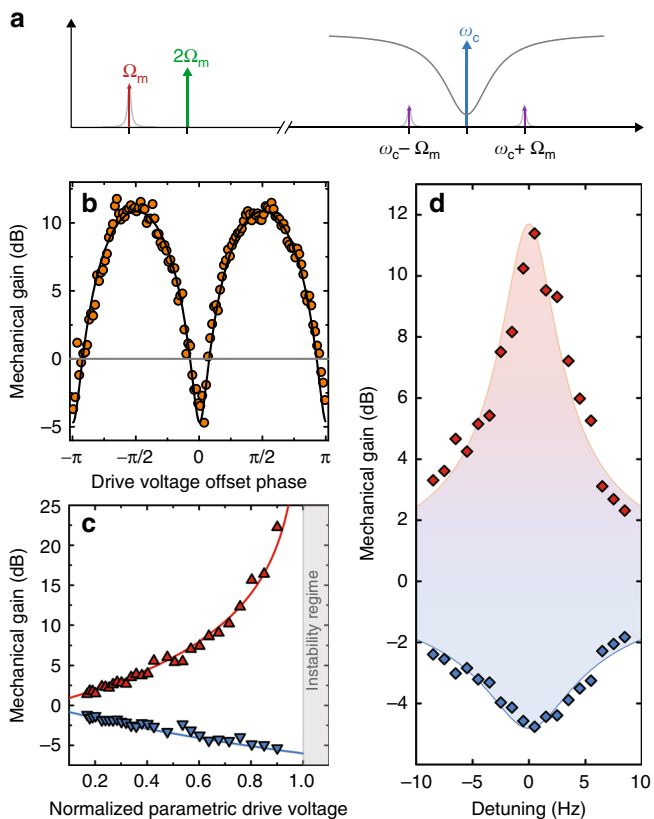 a
Ωm
2Ωm
ωc
ωc − Ωm
ωc + Ωm
b
Mechanical gain (dB)
10
5
0
−5
−π
−π/2
0
π/2
π
Drive voltage offset phase
c
Mechanical gain (dB)
25
20
15
10
5
0
−5
Instability regime
0.2
0.4
0.6
0.8
1.0
Normalized parametric drive voltage
d
Mechanical gain (dB)
12
10
8
6
4
2
0
−2
−4
−10
−5
0
5
10
Detuning (Hz)